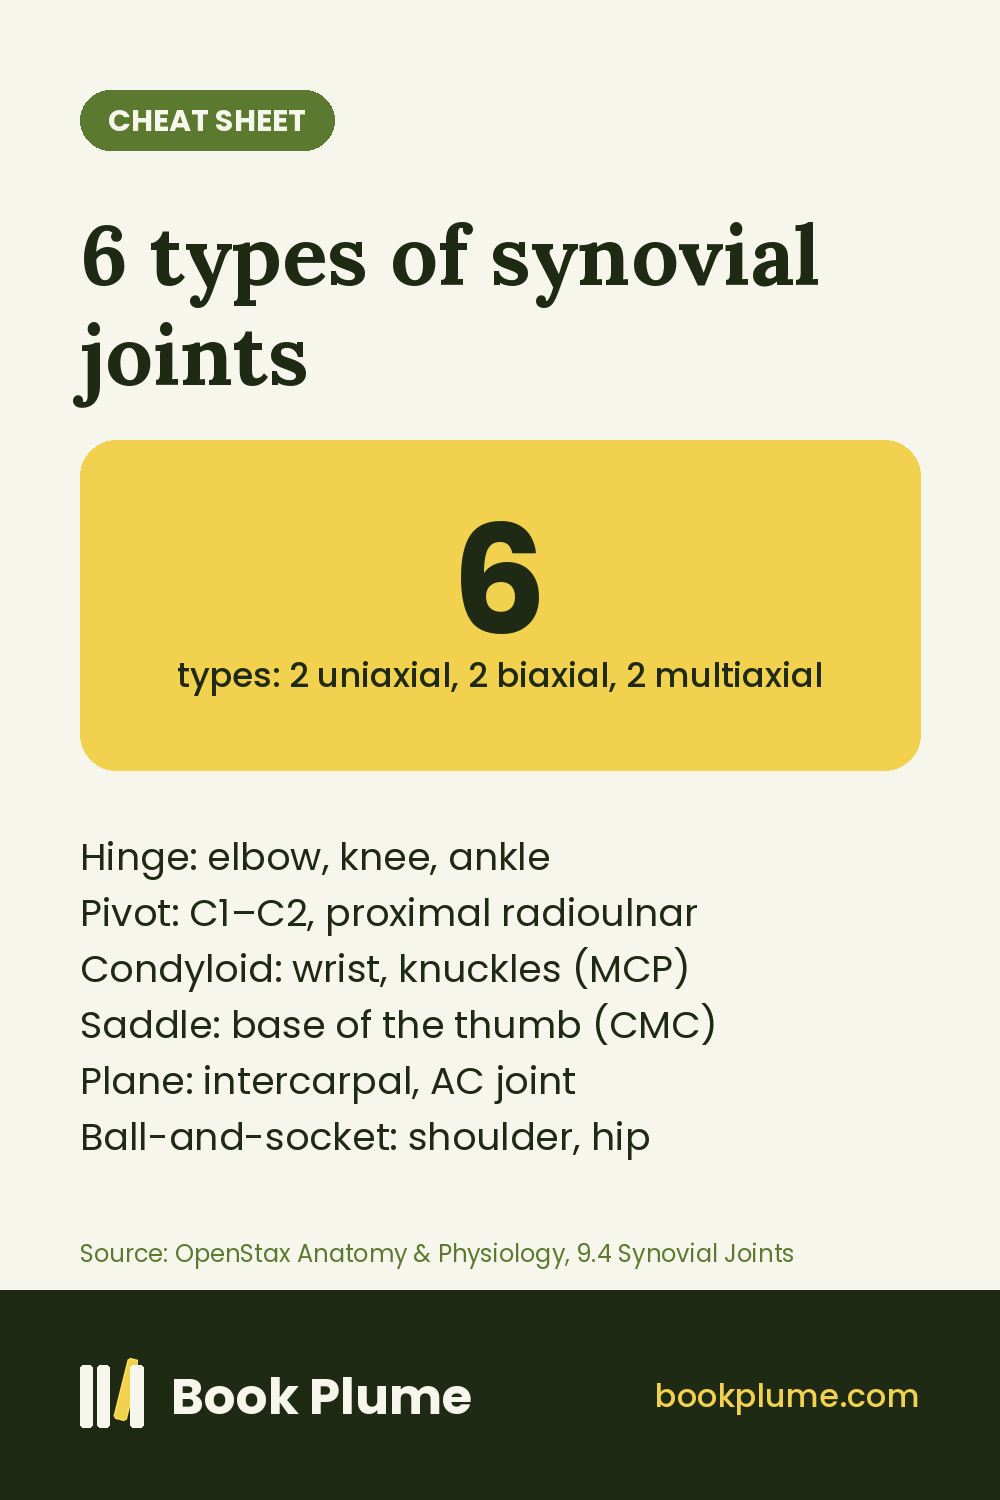 CHEAT SHEET
6 types of synovial
joints
6
types: 2 uniaxial, 2 biaxial, 2 multiaxial
Hinge: elbow, knee, ankle
Pivot: C1–C2, proximal radioulnar
Condyloid: wrist, knuckles (MCP)
Saddle: base of the thumb (CMC)
Plane: intercarpal, AC joint
Ball-and-socket: shoulder, hip
Source: OpenStax Anatomy & Physiology, 9.4 Synovial Joints
Book Plume
bookplume.com